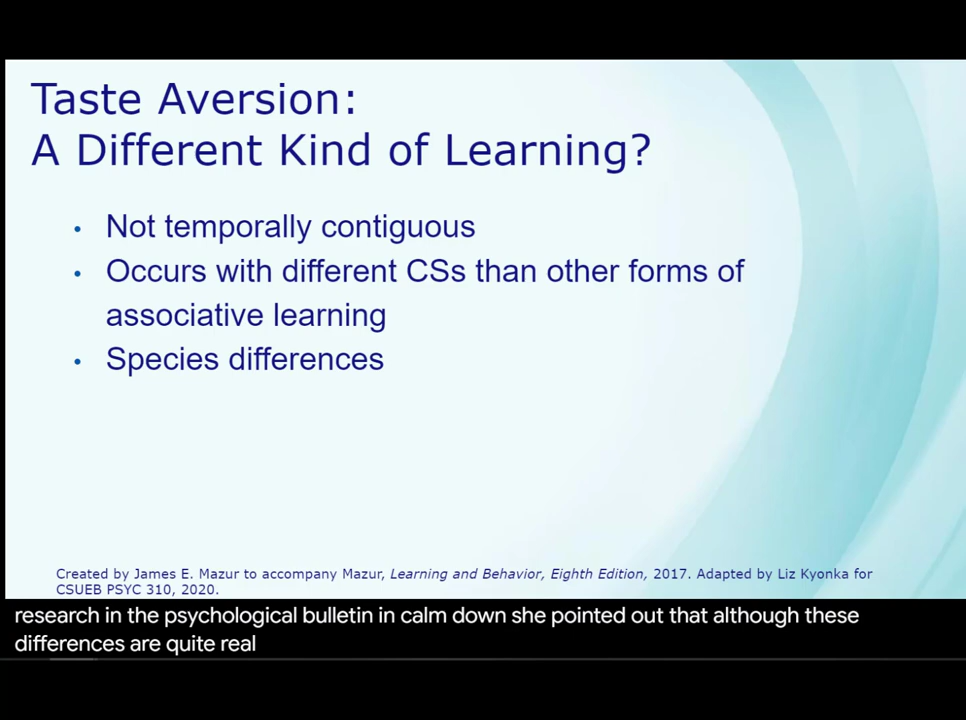 Taste Aversion:
A Different Kind of Learning?
• Not temporally contiguous
• Occurs with different CSs than other forms of
associative learning
• Species differences
Created by James E. Mazur to accompany Mazur, Learning and Behavior, Eighth Edition, 2017. Adapted by Liz Kyonka for
CSUEB PSYC 310, 2020.
research in the psychological bulletin in calm down she pointed out that although these
differences are quite real